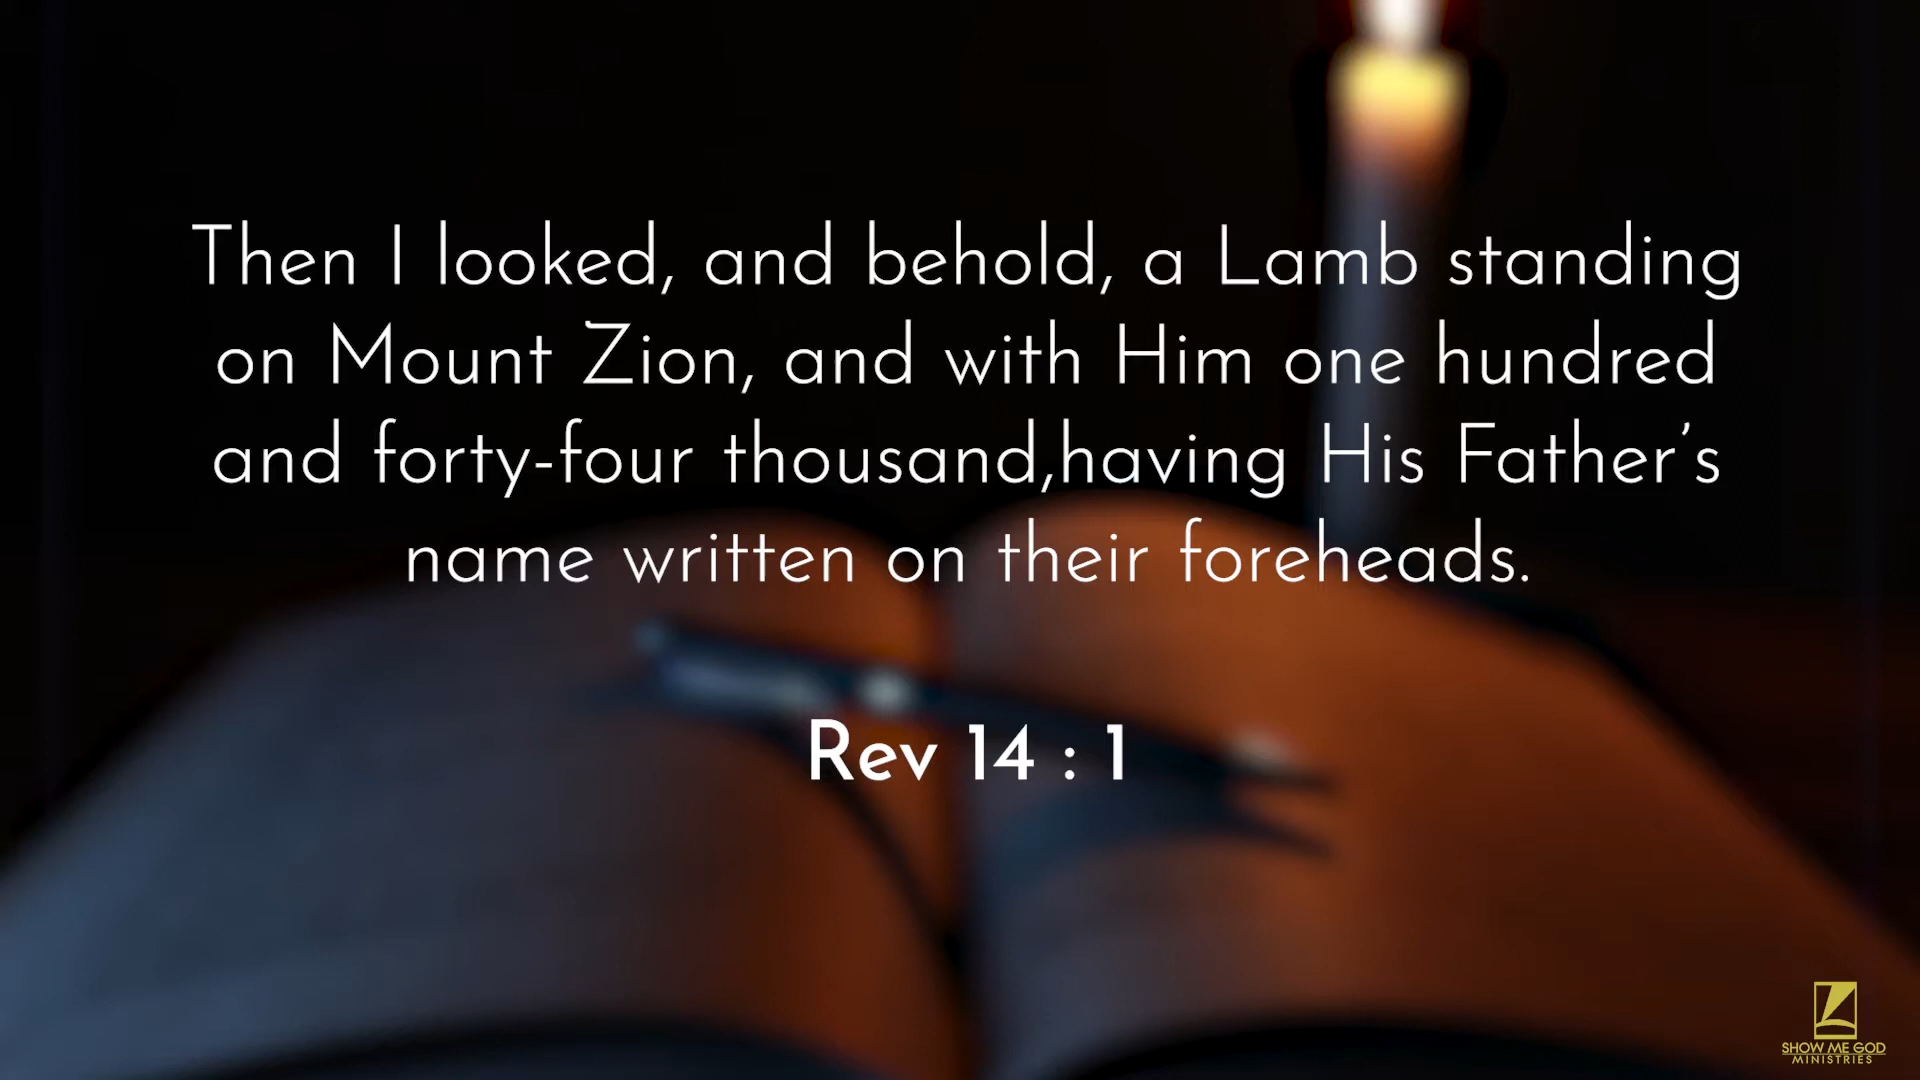 Then I looked, and behold, a Lamb standing
on Mount Zion, and with Him one hundred
and forty-four thousand,having His Father’s
name written on their foreheads.
Rev 14 : 1
SHOW ME GOD
MINISTRIES